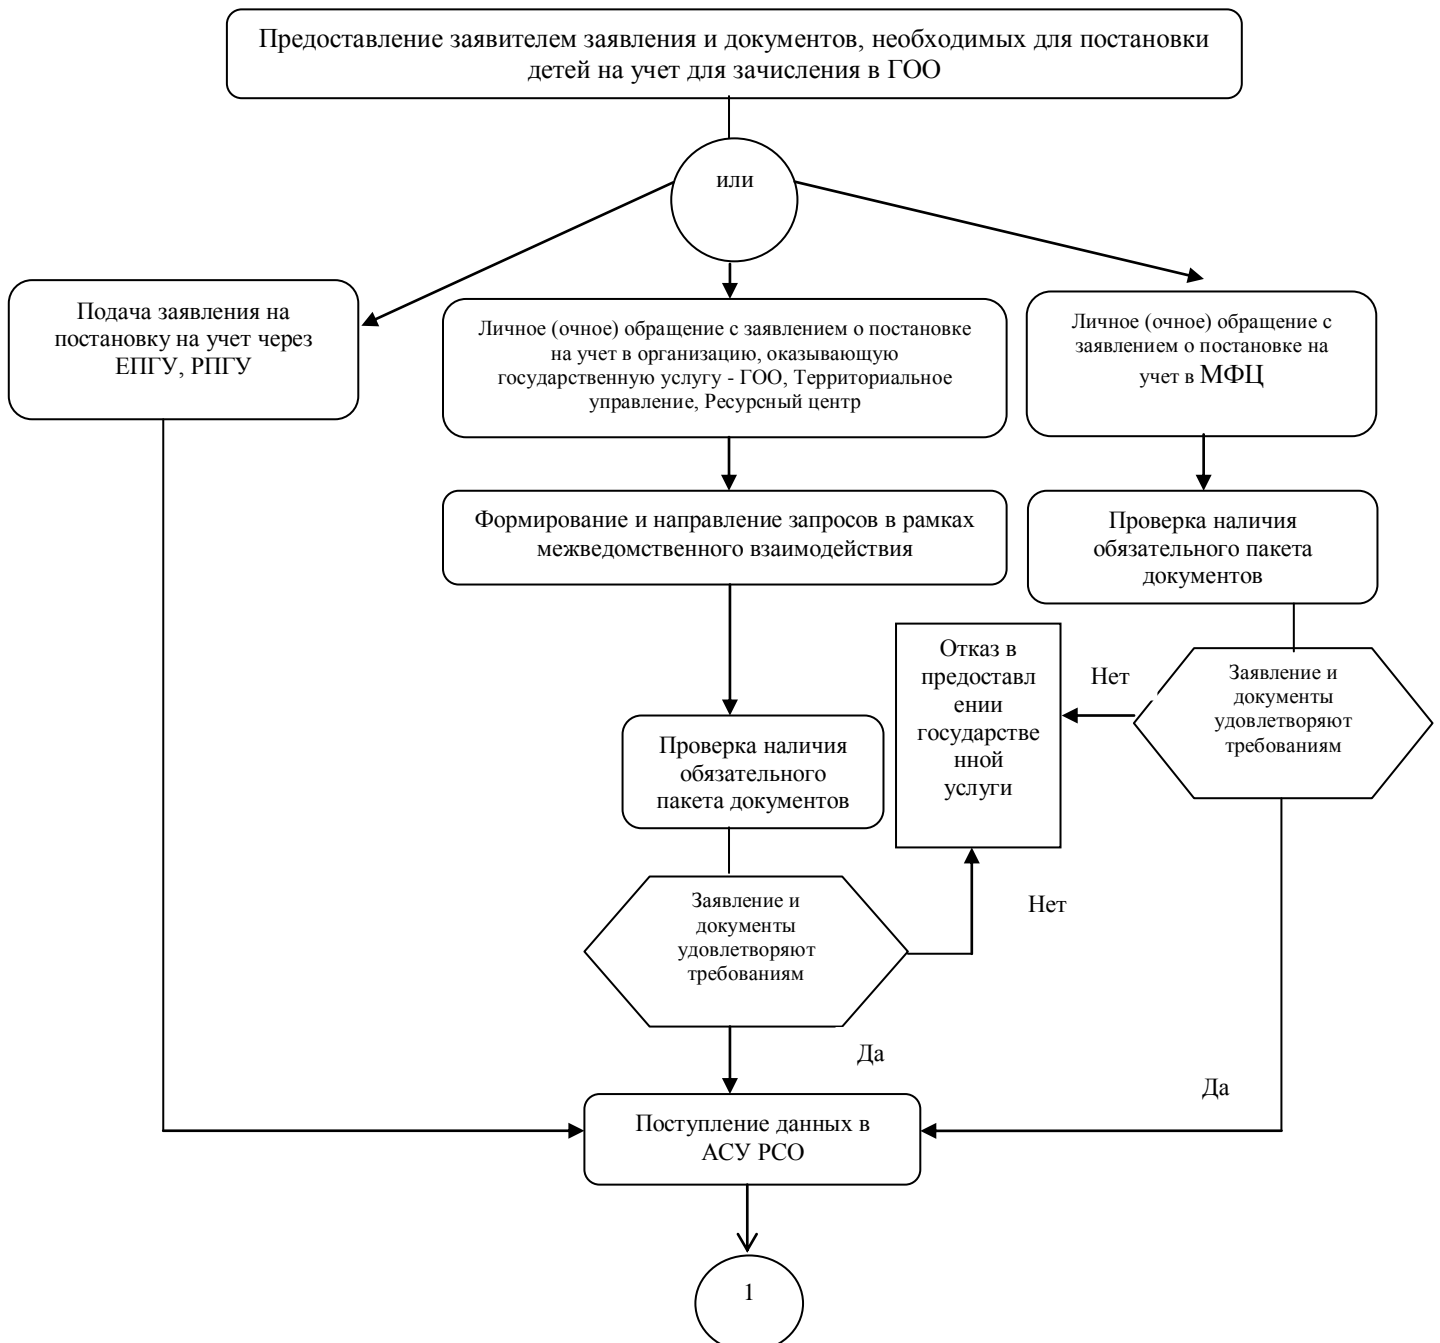 Предоставление заявителем заявления и документов, необходимых для постановки
детей на учет для зачисления в ГОО
или
Подача заявления на
постановку на учет через
ЕПГУ, РПГУ
Личное (очное) обращение с заявлением о постановке
на учет в организацию, оказывающую
государственную услугу - ГОО, Территориальное
управление, Ресурсный центр
Личное (очное) обращение с
заявлением о постановке на
учет в МФЦ
Формирование и направление запросов в рамках
межведомственного взаимодействия
Проверка наличия
обязательного пакета
документов
Отказ в
предоставл
ении
государстве
нной
услуги
Нет
Заявление и
документы
удовлетворяют
требованиям
Проверка наличия
обязательного
пакета документов
Заявление и
документы
удовлетворяют
требованиям
Нет
Да
Да
Поступление данных в
АСУ РСО
1